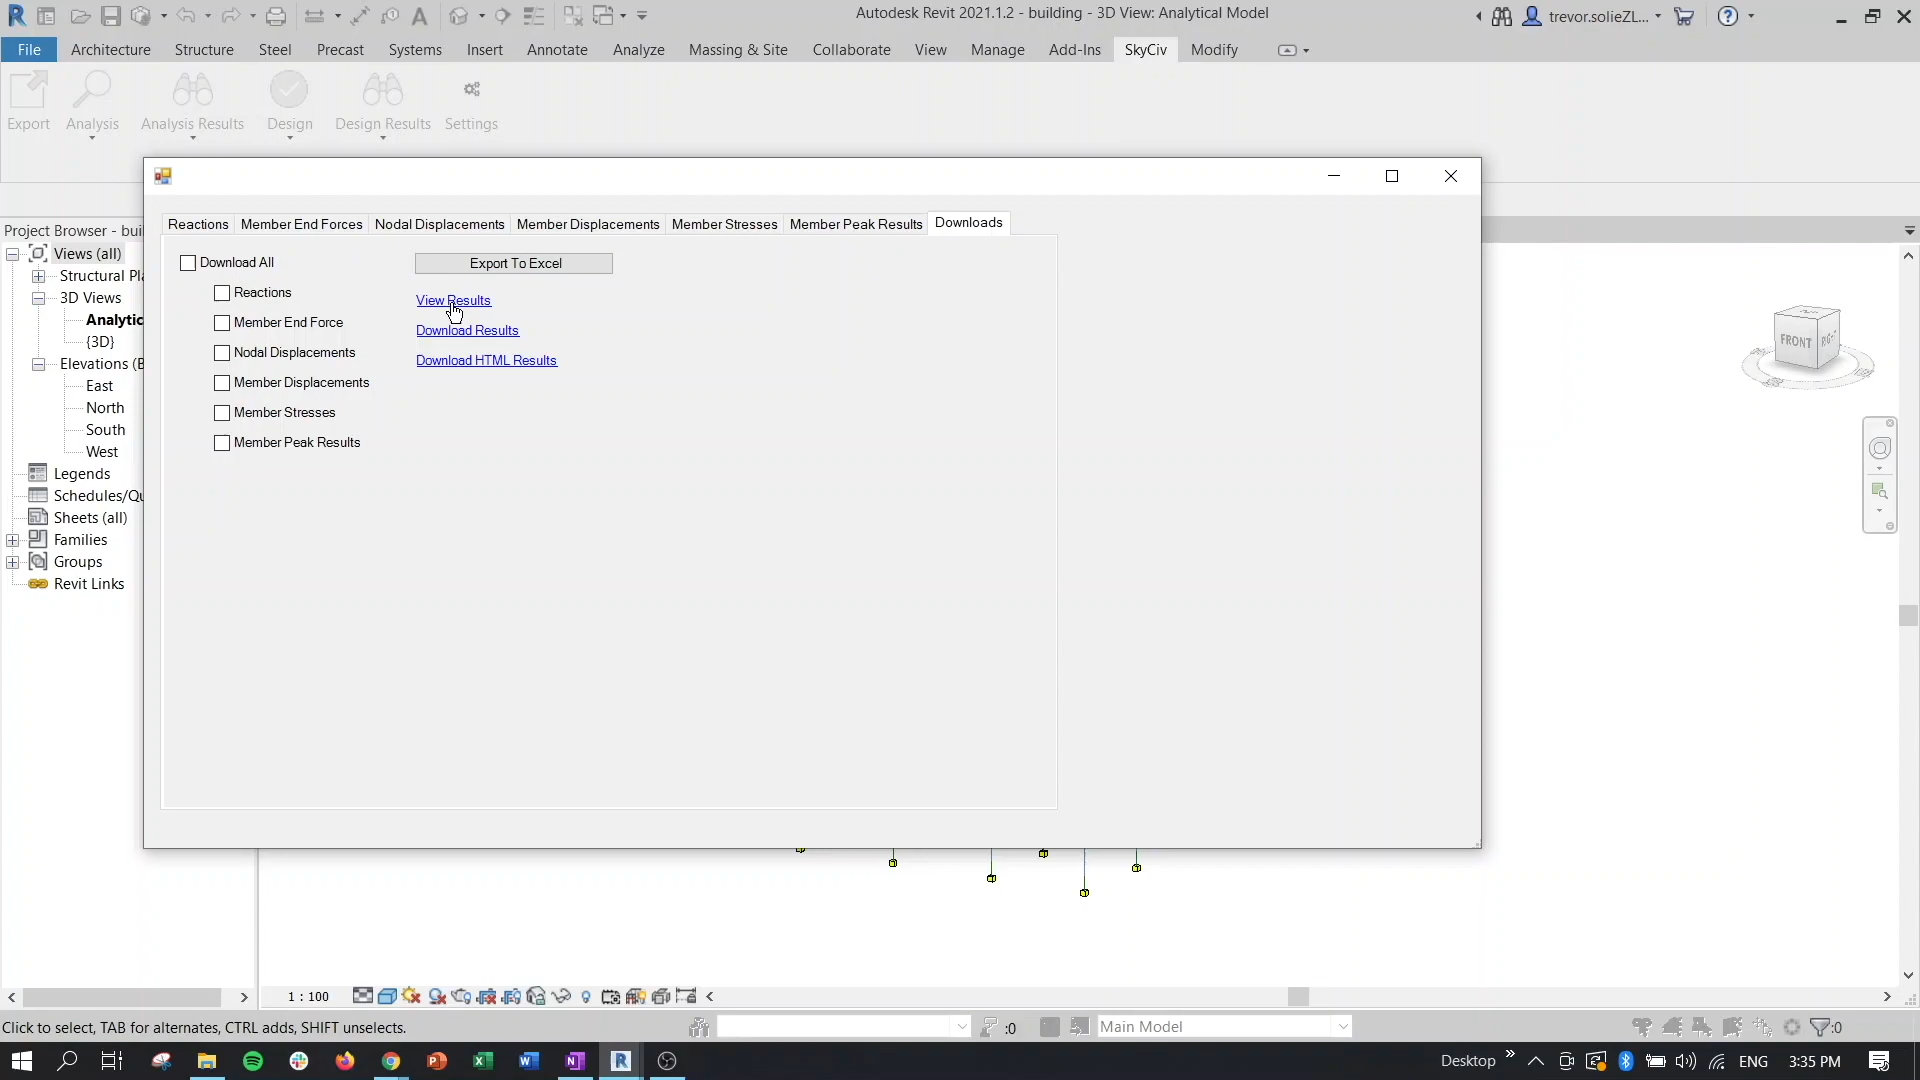 Autodesk Revit 2021.1.2 - building - 3D View: Analytical Model
trevor.solieZL...
File Architecture Structure Steel Precast Systems Insert Annotate Analyze Massing & Site Collaborate View Manage Add-Ins SkyCiv Modify
Export Analysis Analysis Results Design Design Results Settings
Project Browser - bui
Views (all)
Structural Pla
3D Views
Analytic
{3D}
Elevations (B
East
North
South
West
Legends
Schedules/Qu
Sheets (all)
Families
Groups
Revit Links
Reactions Member End Forces Nodal Displacements Member Displacements Member Stresses Member Peak Results Downloads
Download All
Reactions
Member End Force
Nodal Displacements
Member Displacements
Member Stresses
Member Peak Results
Export To Excel
View Results
Download Results
Download HTML Results
FRONT
1 : 100
Click to select, TAB for alternates, CTRL adds, SHIFT unselects.
:0
Main Model
:0
Desktop
ENG
3:35 PM